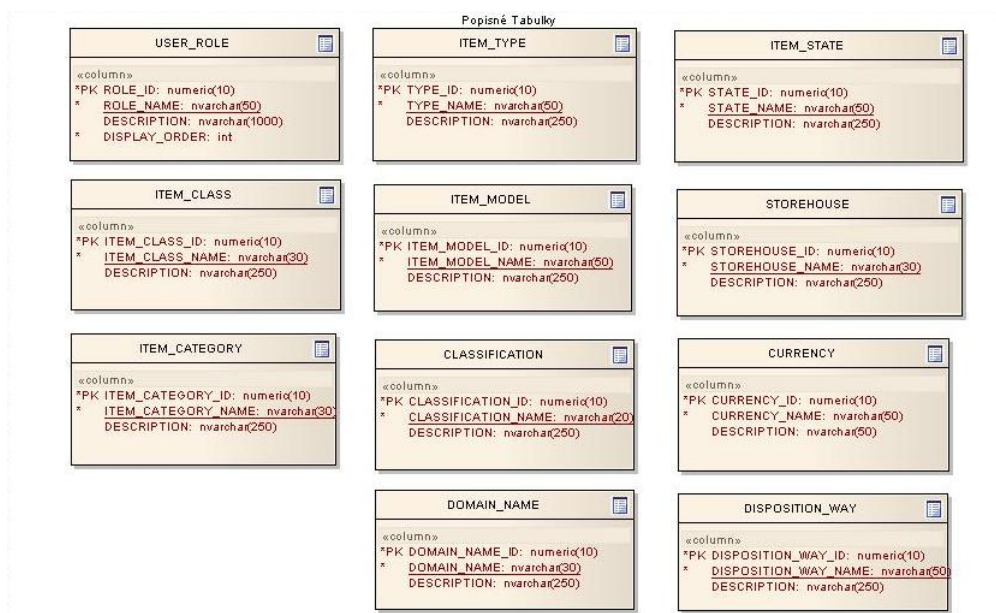 Popisné Tabulky
USER_ROLE
«column»
*PK ROLE_ID: numeric(10)
* ROLE_NAME: nvarchar(50)
DESCRIPTION: nvarchar(1000)
* DISPLAY_ORDER: int
ITEM_TYPE
«column»
*PK TYPE_ID: numeric(10)
* TYPE_NAME: nvarchar(50)
DESCRIPTION: nvarchar(250)
ITEM_STATE
«column»
*PK STATE_ID: numeric(10)
* STATE_NAME: nvarchar(50)
DESCRIPTION: nvarchar(250)
ITEM_CLASS
«column»
*PK ITEM_CLASS_ID: numeric(10)
* ITEM_CLASS_NAME: nvarchar(30)
DESCRIPTION: nvarchar(250)
ITEM_MODEL
«column»
*PK ITEM_MODEL_ID: numeric(10)
* ITEM_MODEL_NAME: nvarchar(50)
DESCRIPTION: nvarchar(250)
STOREHOUSE
«column»
*PK STOREHOUSE_ID: numeric(10)
* STOREHOUSE_NAME: nvarchar(30)
DESCRIPTION: nvarchar(250)
ITEM_CATEGORY
«column»
*PK ITEM_CATEGORY_ID: numeric(10)
* ITEM_CATEGORY_NAME: nvarchar(30)
DESCRIPTION: nvarchar(250)
CLASSIFICATION
«column»
*PK CLASSIFICATION_ID: numeric(10)
* CLASSIFICATION_NAME: nvarchar(20)
DESCRIPTION: nvarchar(250)
CURRENCY
«column»
*PK CURRENCY_ID: numeric(10)
* CURRENCY_NAME: nvarchar(50)
DESCRIPTION: nvarchar(50)
DOMAIN_NAME
«column»
*PK DOMAIN_NAME_ID: numeric(10)
* DOMAIN_NAME: nvarchar(30)
DESCRIPTION: nvarchar(250)
DISPOSITION_WAY
«column»
*PK DISPOSITION_WAY_ID: numeric(10)
* DISPOSITION_WAY_NAME: nvarchar(50)
DESCRIPTION: nvarchar(250)